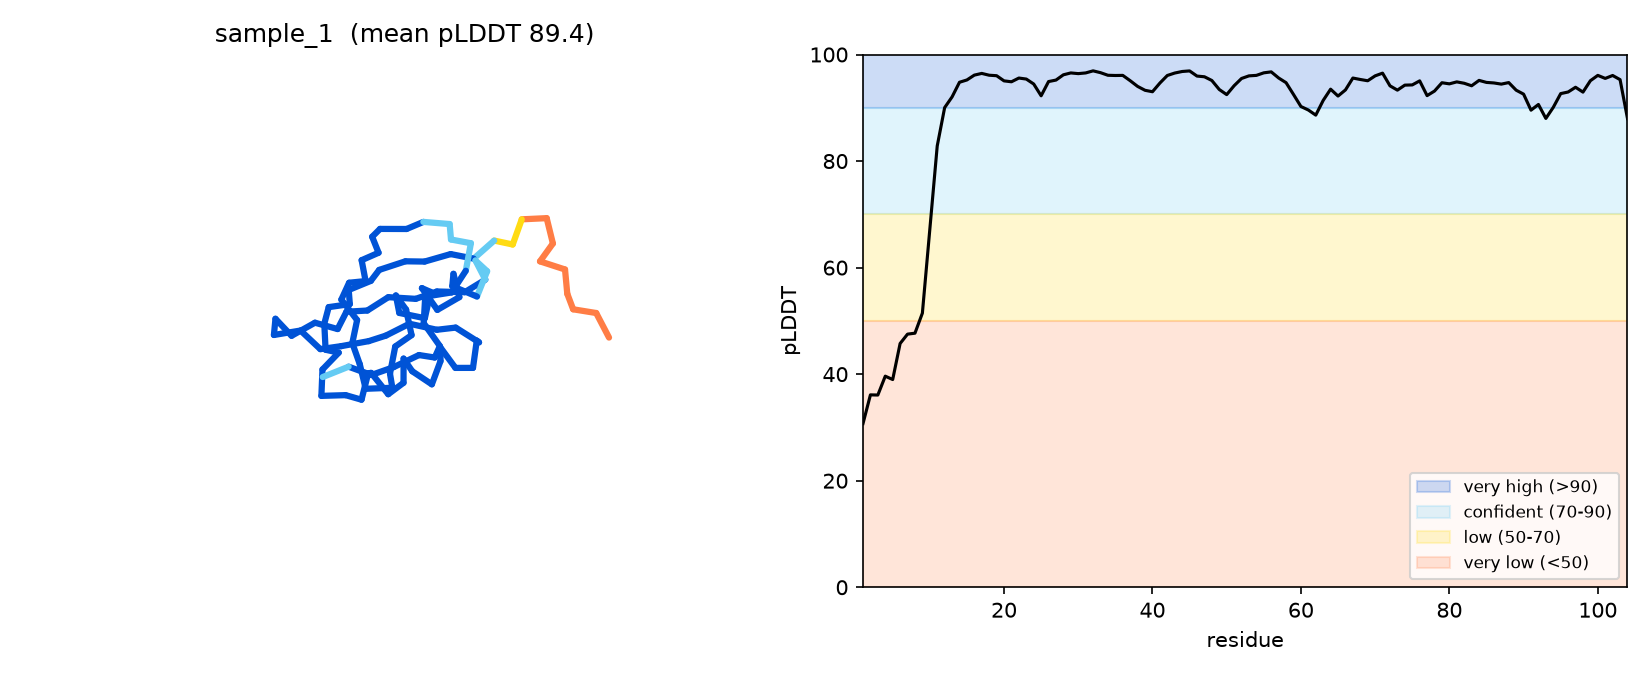 sample_1 (mean pLDDT 89.4)
100
80
60
40
20
0
pLDDT
20
40
60
80
100
residue
very high (>90)
confident (70-90)
low (50-70)
very low (<50)